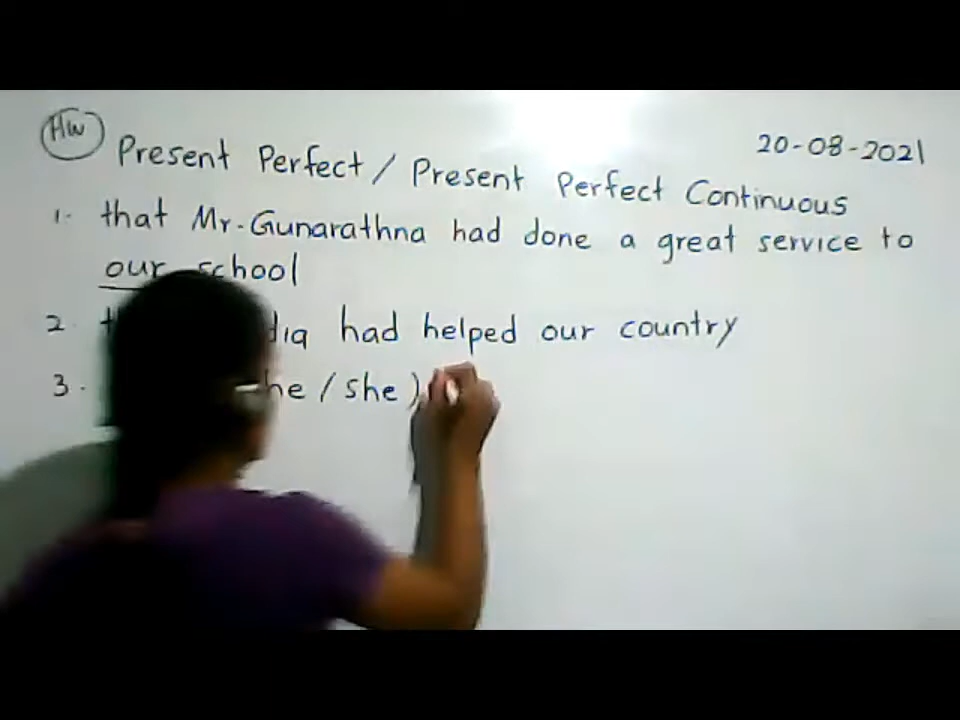 HW
Present Perfect / Present Perfect Continuous
20-08-2021
1. that Mr. Gunarathna had done a great service to
our school
2. had helped our country
3. he / she )